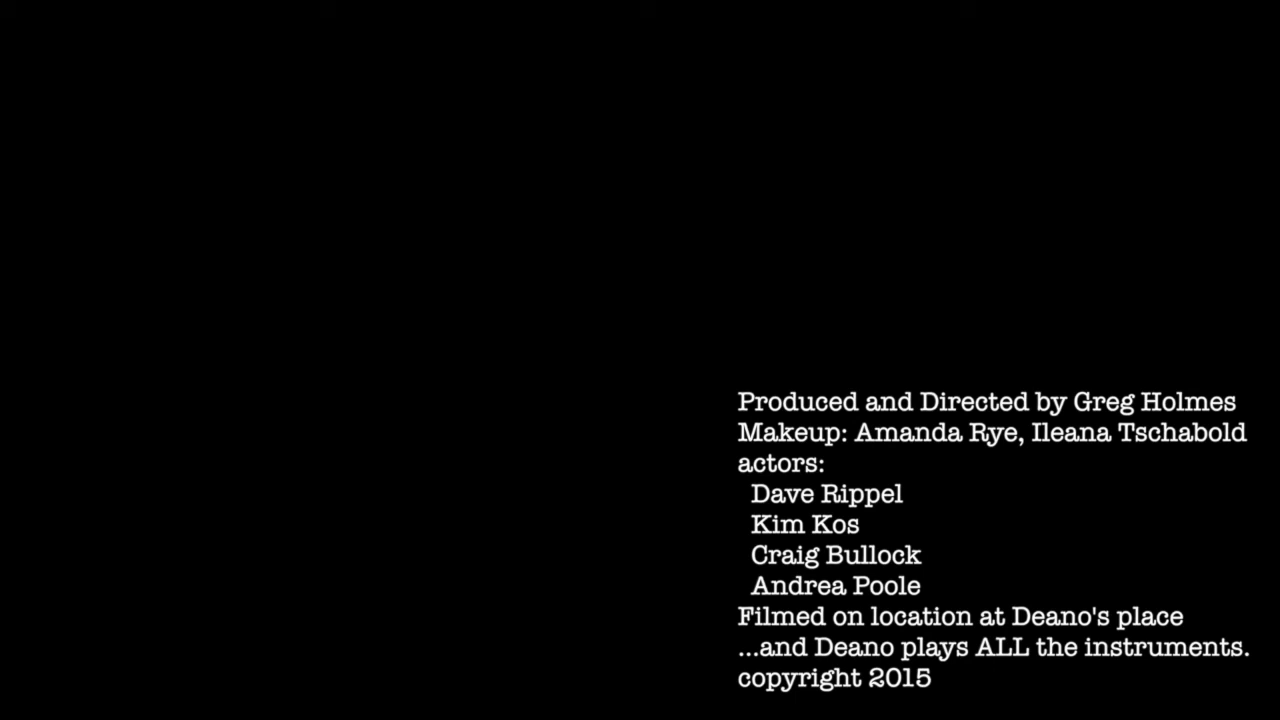 Produced and Directed by Greg Holmes
Makeup: Amanda Rye, Ileana Tschabold
actors:
Dave Rippel
Kim Kos
Craig Bullock
Andrea Poole
Filmed on location at Deano's place
...and Deano plays ALL the instruments.
copyright 2015